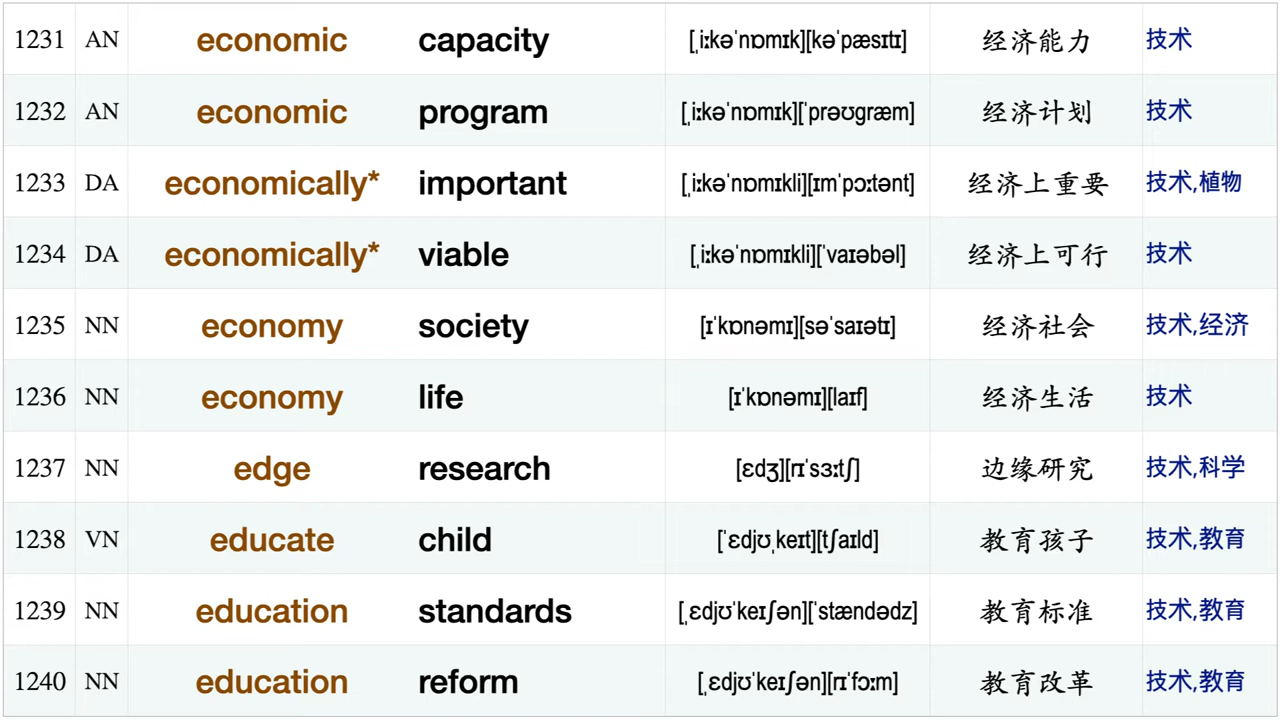 1231 AN economic capacity [ˌiːkəˈnɒmɪk][kəˈpæsɪtɪ] 经济能力 技术
1232 AN economic program [ˌiːkəˈnɒmɪk][ˈprəʊɡræm] 经济计划 技术
1233 DA economically* important [ˌiːkəˈnɒmɪkli][ɪmˈpɔːtənt] 经济上重要 技术,植物
1234 DA economically* viable [ˌiːkəˈnɒmɪkli][ˈvaɪəbəl] 经济上可行 技术
1235 NN economy society [ɪˈkɒnəmɪ][səˈsaɪətɪ] 经济社会 技术,经济
1236 NN economy life [ɪˈkɒnəmɪ][laɪf] 经济生活 技术
1237 NN edge research [ɛdʒ][rɪˈsɜːtʃ] 边缘研究 技术,科学
1238 VN educate child [ˈɛdjʊˌkeɪt][tʃaɪld] 教育孩子 技术,教育
1239 NN education standards [ˌɛdjʊˈkeɪʃən][ˈstændədz] 教育标准 技术,教育
1240 NN education reform [ˌɛdjʊˈkeɪʃən][rɪˈfɔːm] 教育改革 技术,教育